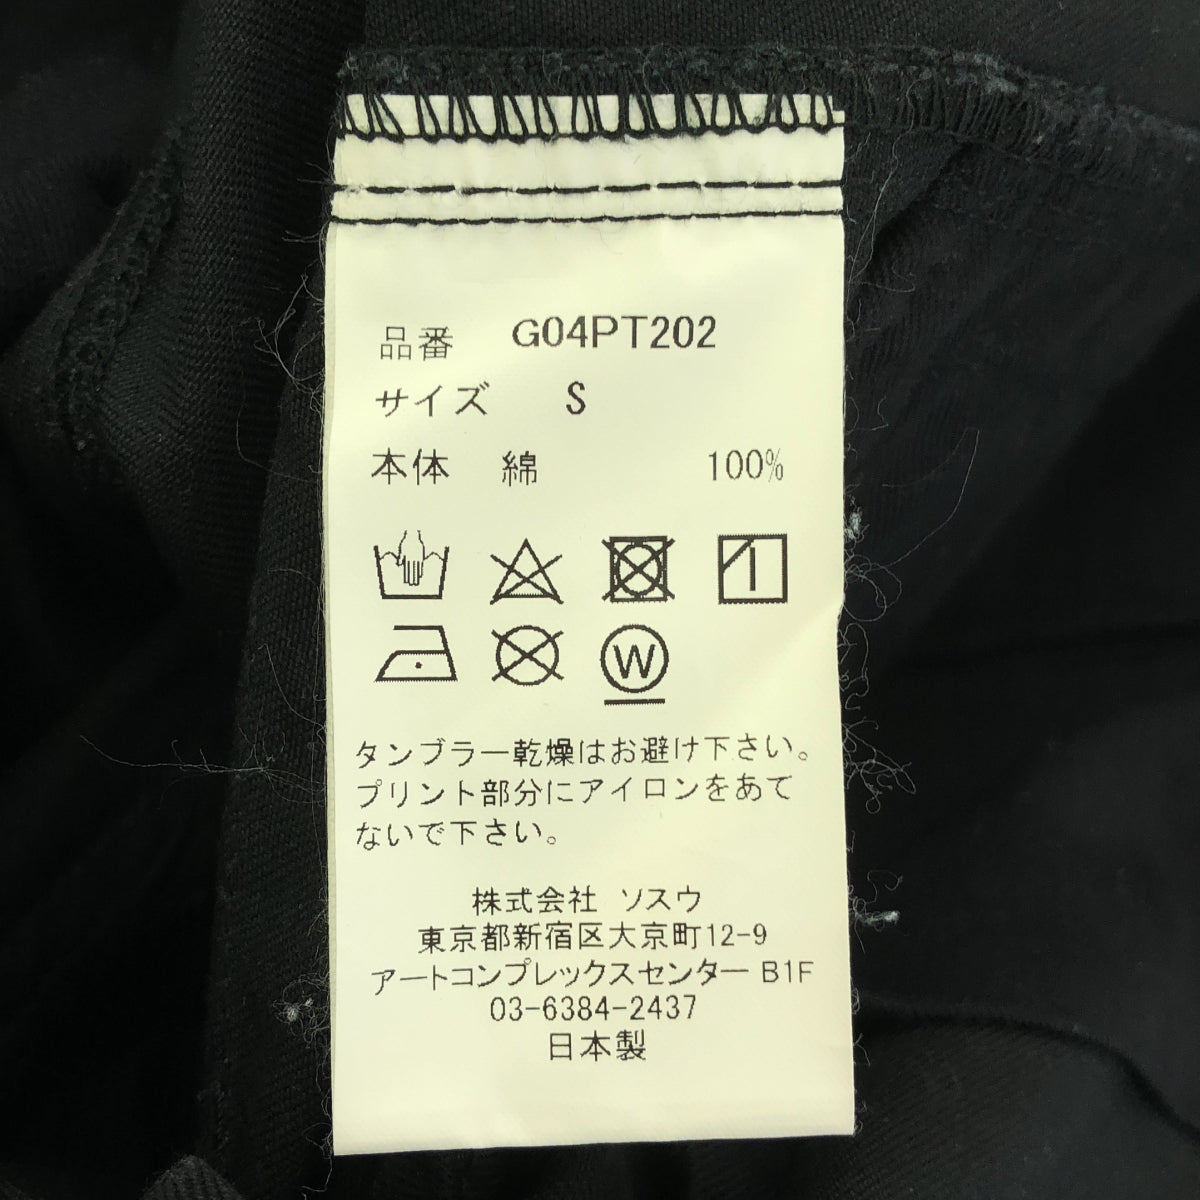 品番 G04PT202
サイズ S
本体 綿 100%
W
タンブラー乾燥はお避け下さい。
プリント部分にアイロンをあて
ないで下さい。
株式会社 ソスウ
東京都新宿区大京町12-9
アートコンプレックスセンター B1F
03-6384-2437
日本製